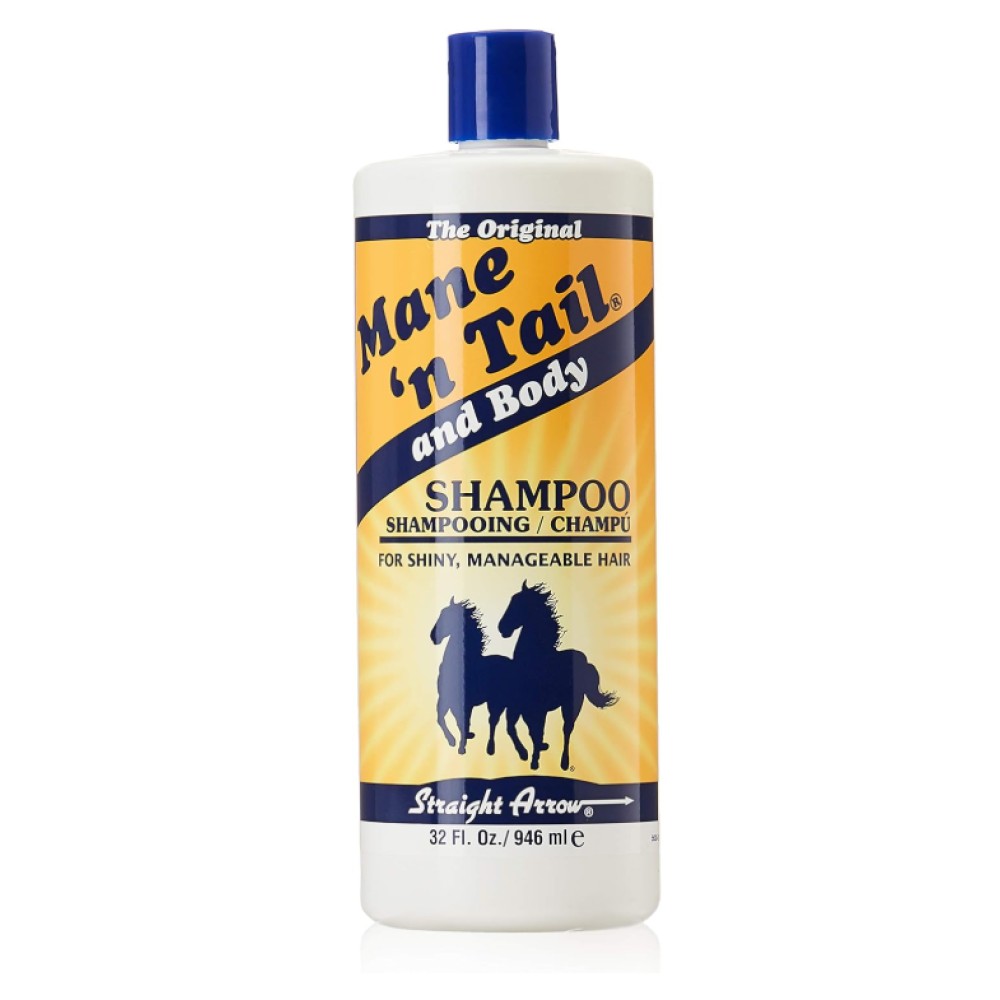 The Original
Mane
'n Tail®
and Body
SHAMPOO
SHAMPOOING / CHAMPÚ
FOR SHINY, MANAGEABLE HAIR
®
Straight Arrow®
32 Fl. Oz./ 946 ml e